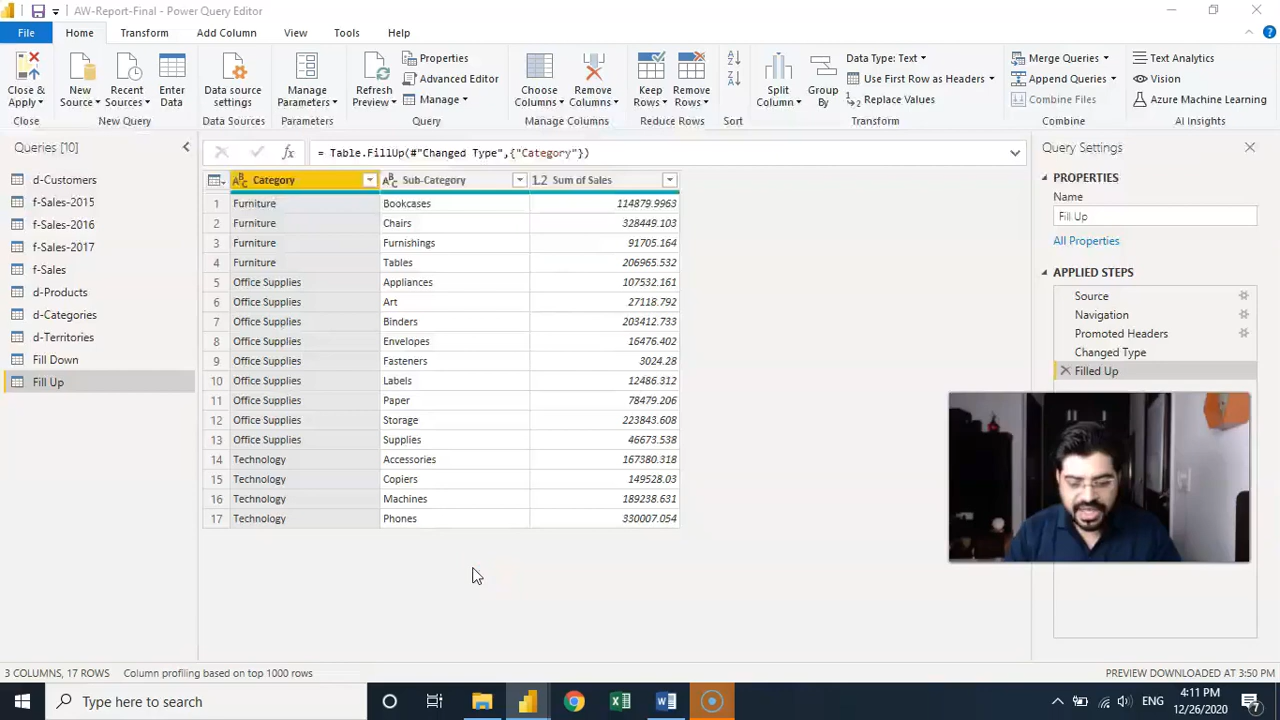 AW-Report-Final - Power Query Editor
File
Home
Transform
Add Column
View
Tools
Help
Close &
Apply
Close
New
Source
Recent
Sources
Enter
Data
New Query
Data source
settings
Data Sources
Manage
Parameters
Parameters
Refresh
Preview
Properties
Advanced Editor
Manage
Query
Choose
Columns
Remove
Columns
Manage Columns
Keep
Rows
Remove
Rows
Reduce Rows
Sort
Split
Column
Group
By
Data Type: Text
Use First Row as Headers
Replace Values
Transform
Merge Queries
Append Queries
Combine Files
Combine
Text Analytics
Vision
Azure Machine Learning
AI Insights
Queries [10]
d-Customers
f-Sales-2015
f-Sales-2016
f-Sales-2017
f-Sales
d-Products
d-Categories
d-Territories
Fill Down
Fill Up
= Table.FillUp(#"Changed Type",{"Category"})
Category Sub-Category 1.2 Sum of Sales
1 Furniture Bookcases 114879.9963
2 Furniture Chairs 328449.103
3 Furniture Furnishings 91705.164
4 Furniture Tables 206965.532
5 Office Supplies Appliances 107532.161
6 Office Supplies Art 27118.792
7 Office Supplies Binders 203412.733
8 Office Supplies Envelopes 16476.402
9 Office Supplies Fasteners 3024.28
10 Office Supplies Labels 12486.312
11 Office Supplies Paper 78479.206
12 Office Supplies Storage 223843.608
13 Office Supplies Supplies 46673.538
14 Technology Accessories 167380.318
15 Technology Copiers 149528.03
16 Technology Machines 189238.631
17 Technology Phones 330007.054
Query Settings
PROPERTIES
Name
Fill Up
All Properties
APPLIED STEPS
Source
Navigation
Promoted Headers
Changed Type
Filled Up
3 COLUMNS, 17 ROWS Column profiling based on top 1000 rows
PREVIEW DOWNLOADED AT 3:50 PM
Type here to search
ENG
4:11 PM
12/26/2020
7